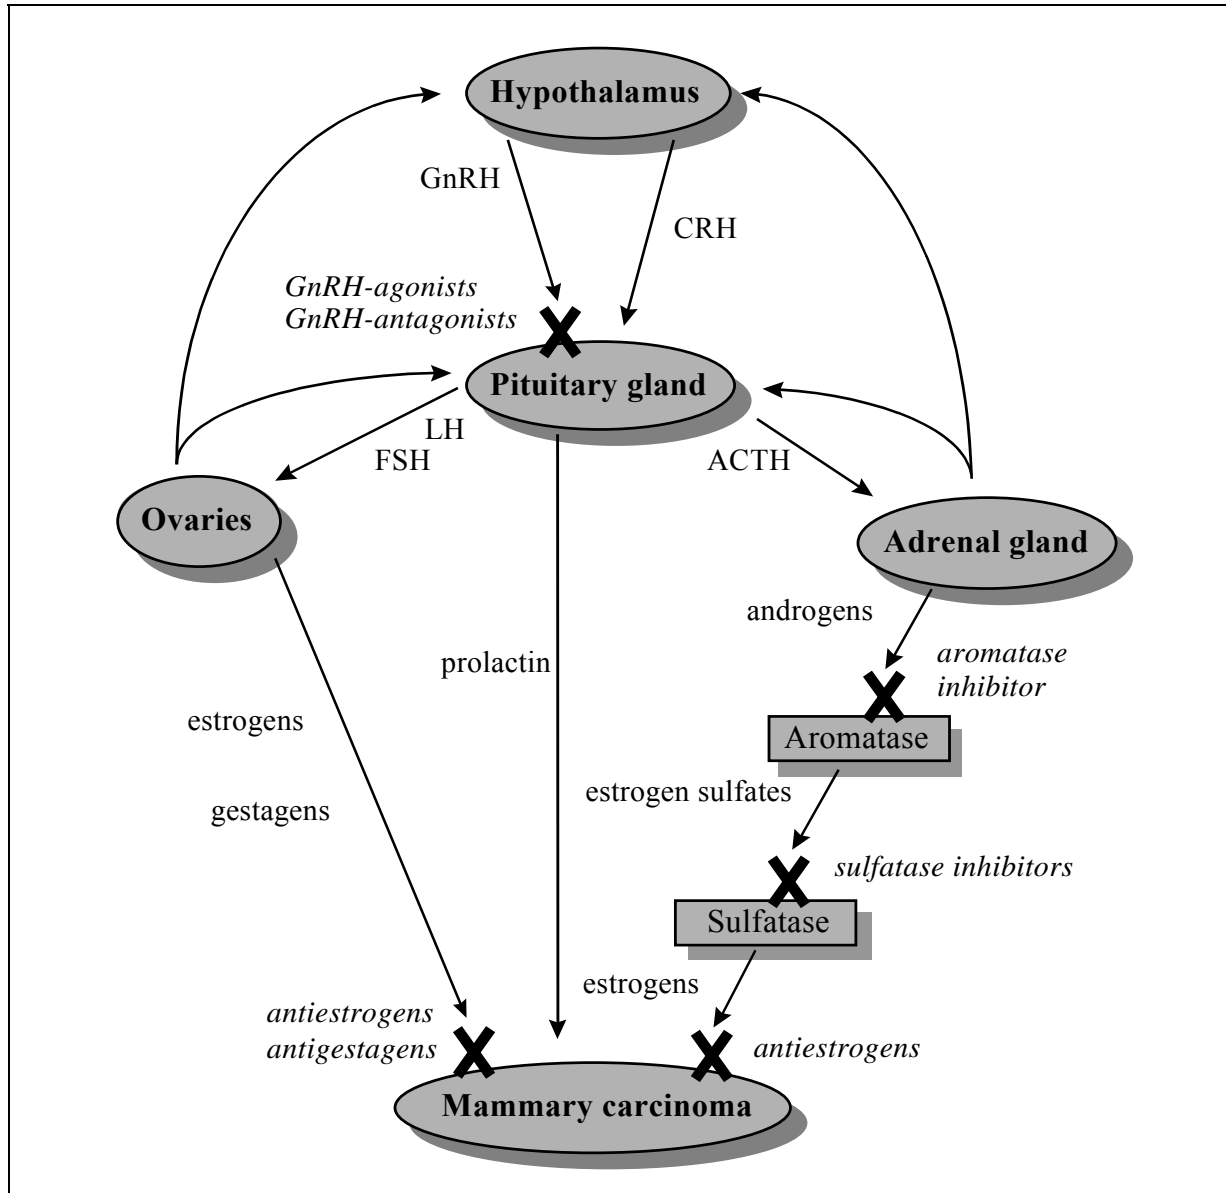 Hypothalamus
GnRH
CRH
GnRH-agonists
GnRH-antagonists
Pituitary gland
LH
FSH
ACTH
Ovaries
Adrenal gland
androgens
prolactin
aromatase
inhibitor
estrogens
Aromatase
estrogen sulfates
gestagens
sulfatase inhibitors
Sulfatase
estrogens
antiestrogens
antigestagens
antiestrogens
Mammary carcinoma